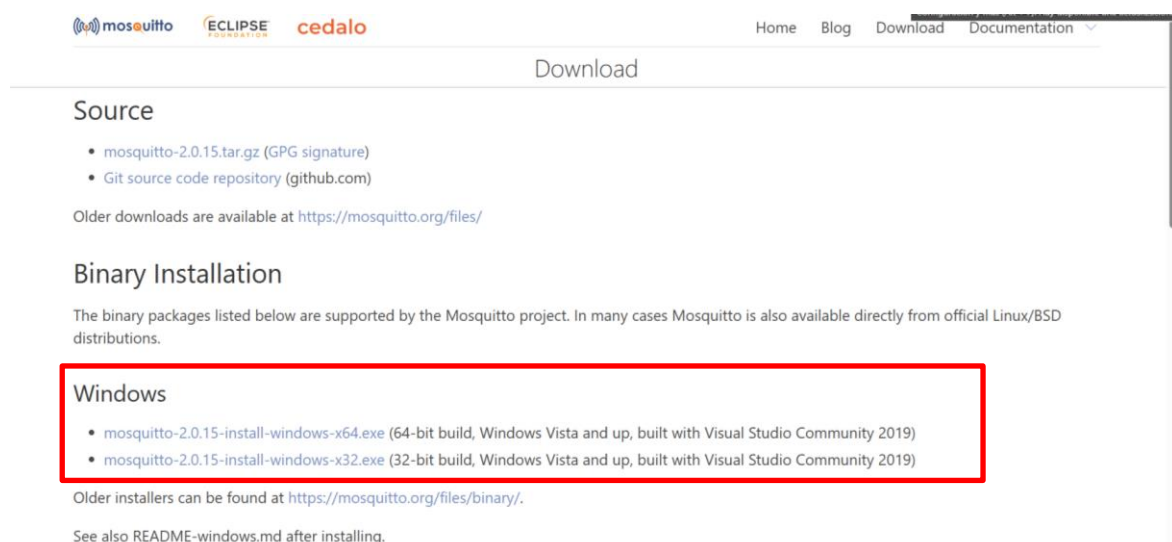 mosquitto ECLIPSE FOUNDATION cedalo Home Blog Download Documentation
Download
Source
• mosquitto-2.0.15.tar.gz (GPG signature)
• Git source code repository (github.com)
Older downloads are available at https://mosquitto.org/files/
Binary Installation
The binary packages listed below are supported by the Mosquitto project. In many cases Mosquitto is also available directly from official Linux/BSD
distributions.
Windows
• mosquitto-2.0.15-install-windows-x64.exe (64-bit build, Windows Vista and up, built with Visual Studio Community 2019)
• mosquitto-2.0.15-install-windows-x32.exe (32-bit build, Windows Vista and up, built with Visual Studio Community 2019)
Older installers can be found at https://mosquitto.org/files/binary/.
See also README-windows.md after installing.